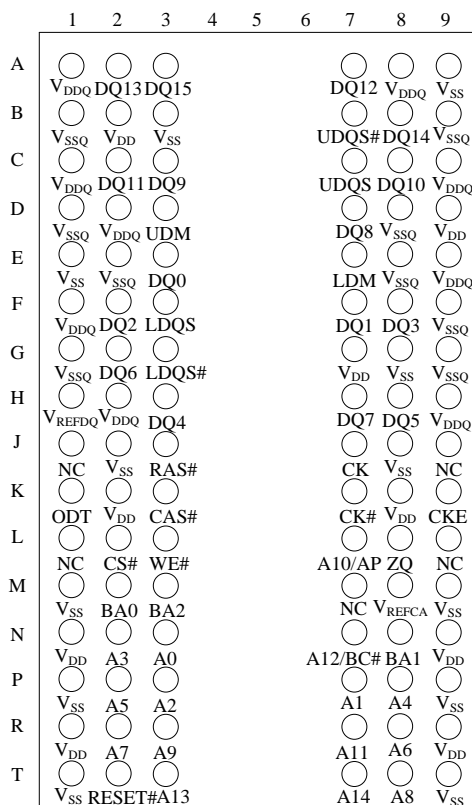 1 2 3 4 5 6 7 8 9
A
VDDQ DQ13 DQ15 DQ12 VDDQ VSS
B
VSSQ VDD VSS UDQS# DQ14 VSSQ
C
VDDQ DQ11 DQ9 UDQS DQ10 VDDQ
D
VSSQ VDDQ UDM DQ8 VSSQ VDD
E
VSS VSSQ DQ0 LDM VSSQ VDDQ
F
VDDQ DQ2 LDQS DQ1 DQ3 VSSQ
G
VSSQ DQ6 LDQS# VDD VSS VSSQ
H
VREFDQ VDDQ DQ4 DQ7 DQ5 VDDQ
J
NC VSS RAS# CK VSS NC
K
ODT VDD CAS# CK# VDD CKE
L
NC CS# WE# A10/AP ZQ NC
M
VSS BA0 BA2 NC VREFCA VSS
N
VDD A3 A0 A12/BC# BA1 VDD
P
VSS A5 A2 A1 A4 VSS
R
VDD A7 A9 A11 A6 VDD
T
VSS RESET# A13 A14 A8 VSS